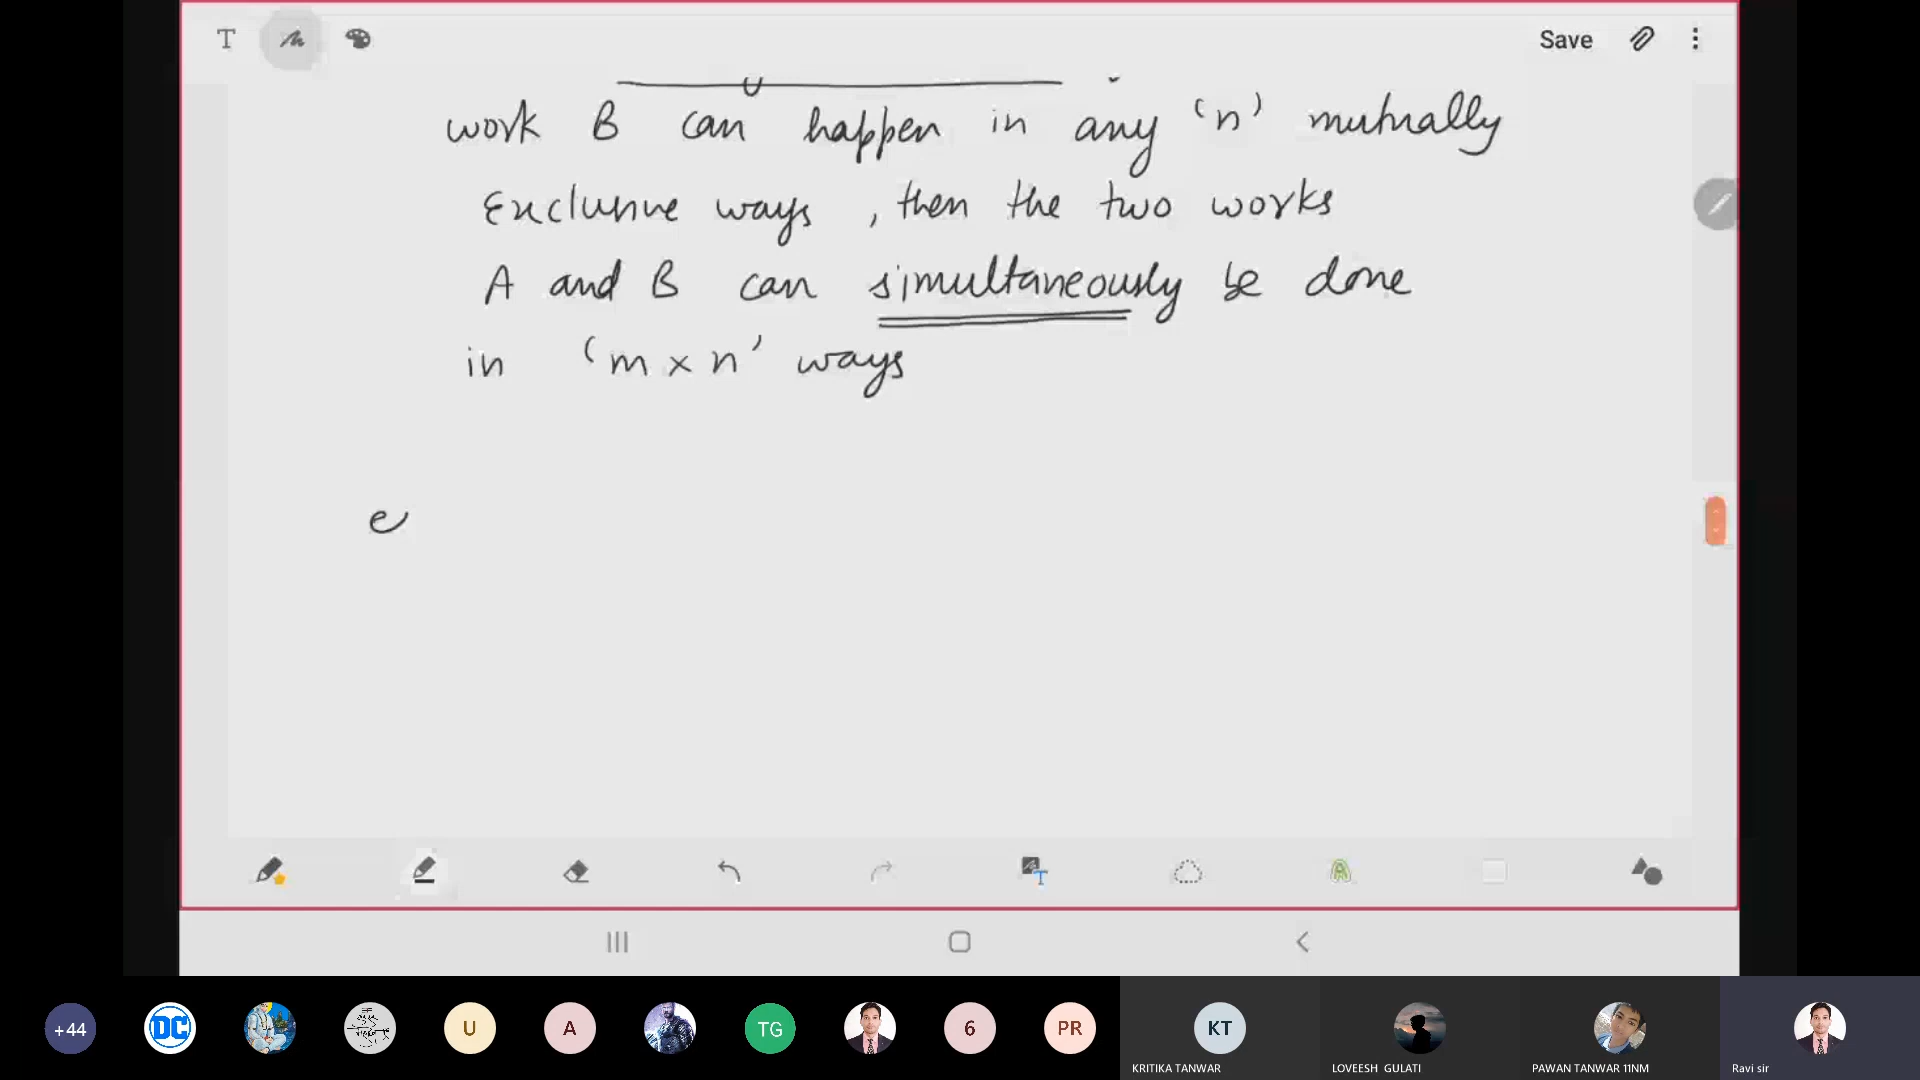 T
Save
work B can happen in any 'n' mutually
Exclusive ways , then the two works
A and B can simultaneously be done
in 'm × n' ways
e
T
A
+44
DC
U
A
TG
6
PR
KT
KRITIKA TANWAR
LOVEESH GULATI
PAWAN TANWAR 11NM
Ravi sir